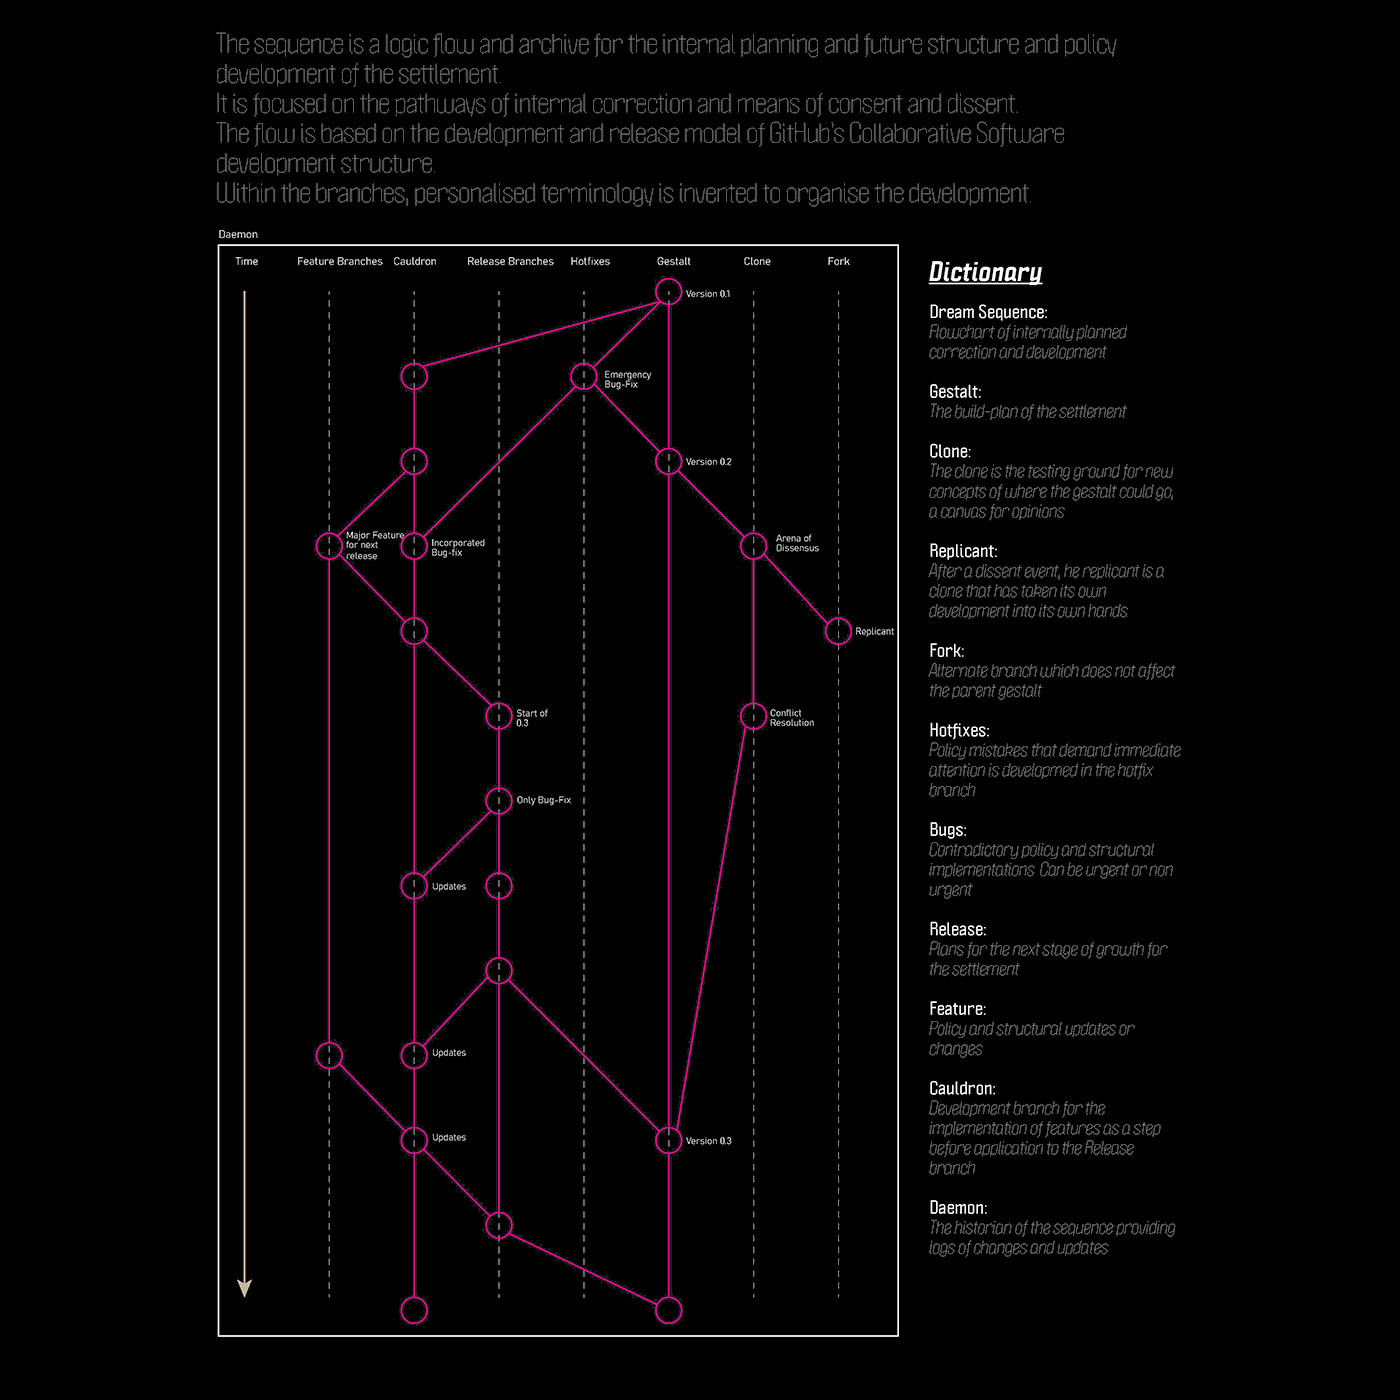 The sequence is a logic flow and archive for the internal planning and future structure and policy
development of the settlement.
It is focused on the pathways of internal correction and means of consent and dissent.
The flow is based on the development and release model of GitHub's Collaborative Software
development structure.
Within the branches, personalised terminology is invented to organise the development.
Daemon
Time Feature Branches Cauldron Release Branches Hotfixes Gestalt Clone Fork
Version 0.1
Emergency
Bug-Fix
Version 0.2
Major Feature
for next
release
Incorporated
Bug-fix
Arena of
Dissensus
Replicant
Start of
0.3
Conflict
Resolution
Only Bug-Fix
Updates
Updates
Updates
Version 0.3
Dictionary
Dream Sequence:
Flowchart of internally planned
correction and development
Gestalt:
The build-plan of the settlement
Clone:
The clone is the testing ground for new
concepts of where the gestalt could go,
a canvas for opinions
Replicant:
After a dissent event, he replicant is a
clone that has taken its own
development into its own hands
Fork:
Alternate branch which does not affect
the parent gestalt
Hotfixes:
Policy mistakes that demand immediate
attention is developmed in the hotfix
branch
Bugs:
Contradictory policy and structural
implementations. Can be urgent or non
urgent
Release:
Plans for the next stage of growth for
the settlement
Feature:
Policy and structural updates or
changes
Cauldron:
Development branch for the
implementation of features as a step
before application to the Release
branch
Daemon:
The historian of the sequence providing
logs of changes and updates